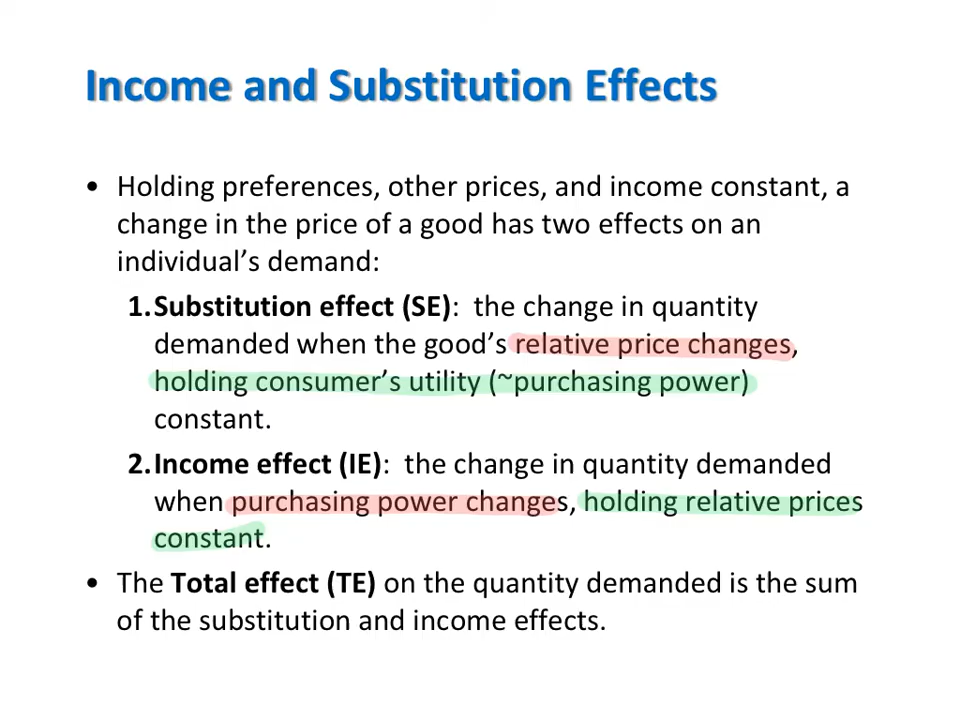 Income and Substitution Effects
• Holding preferences, other prices, and income constant, a
change in the price of a good has two effects on an
individual’s demand:
1. Substitution effect (SE): the change in quantity
demanded when the good’s relative price changes,
holding consumer’s utility (~purchasing power)
constant.
2. Income effect (IE): the change in quantity demanded
when purchasing power changes, holding relative prices
constant.
• The Total effect (TE) on the quantity demanded is the sum
of the substitution and income effects.